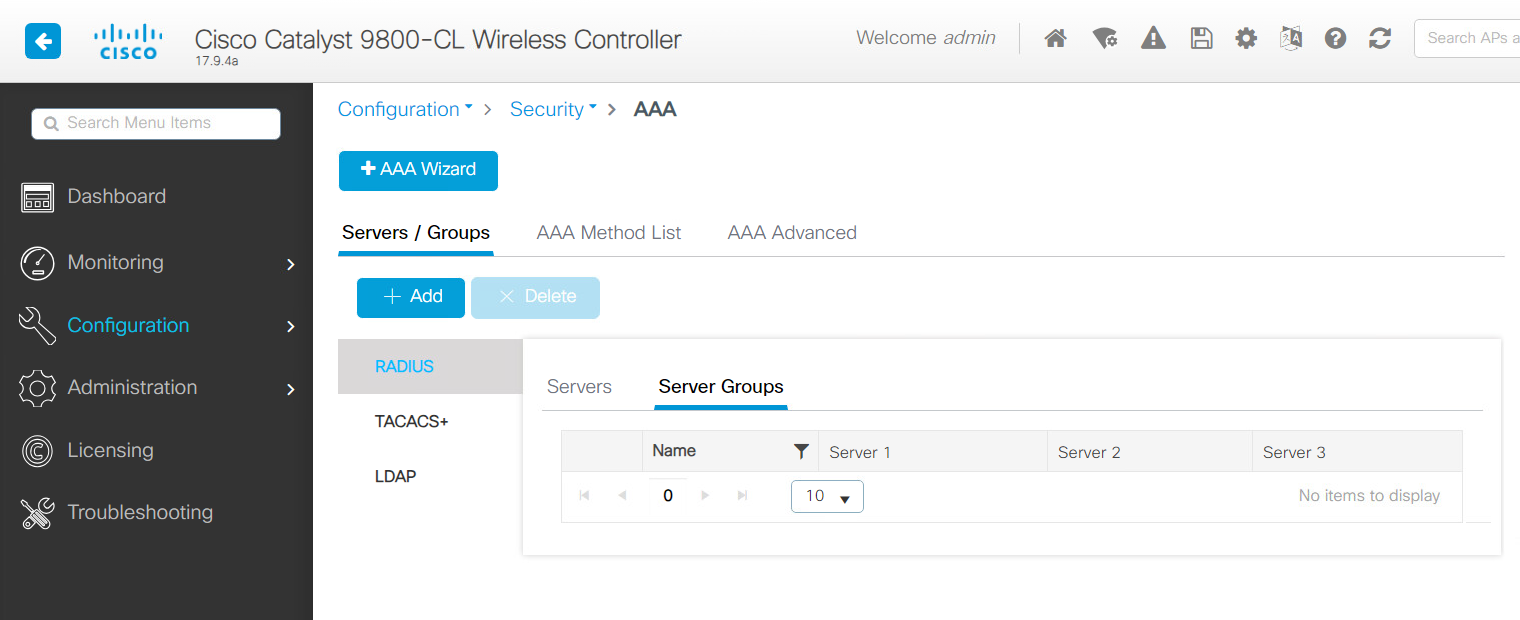 CISCO
Cisco Catalyst 9800-CL Wireless Controller
17.9.4a
Welcome admin
Search APs a
Search Menu Items
Dashboard
Monitoring
Configuration
Administration
Licensing
Troubleshooting
Configuration > Security > AAA
+ AAA Wizard
Servers / Groups AAA Method List AAA Advanced
+ Add × Delete
RADIUS
TACACS+
LDAP
Servers Server Groups
Name Server 1 Server 2 Server 3
0 10 No items to display